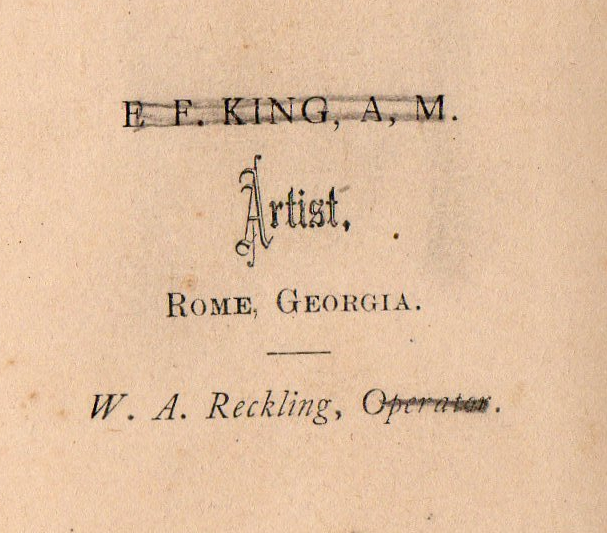 E F. KING, A, M.
Artist,
ROME, GEORGIA.
W. A. Reckling, Operator.